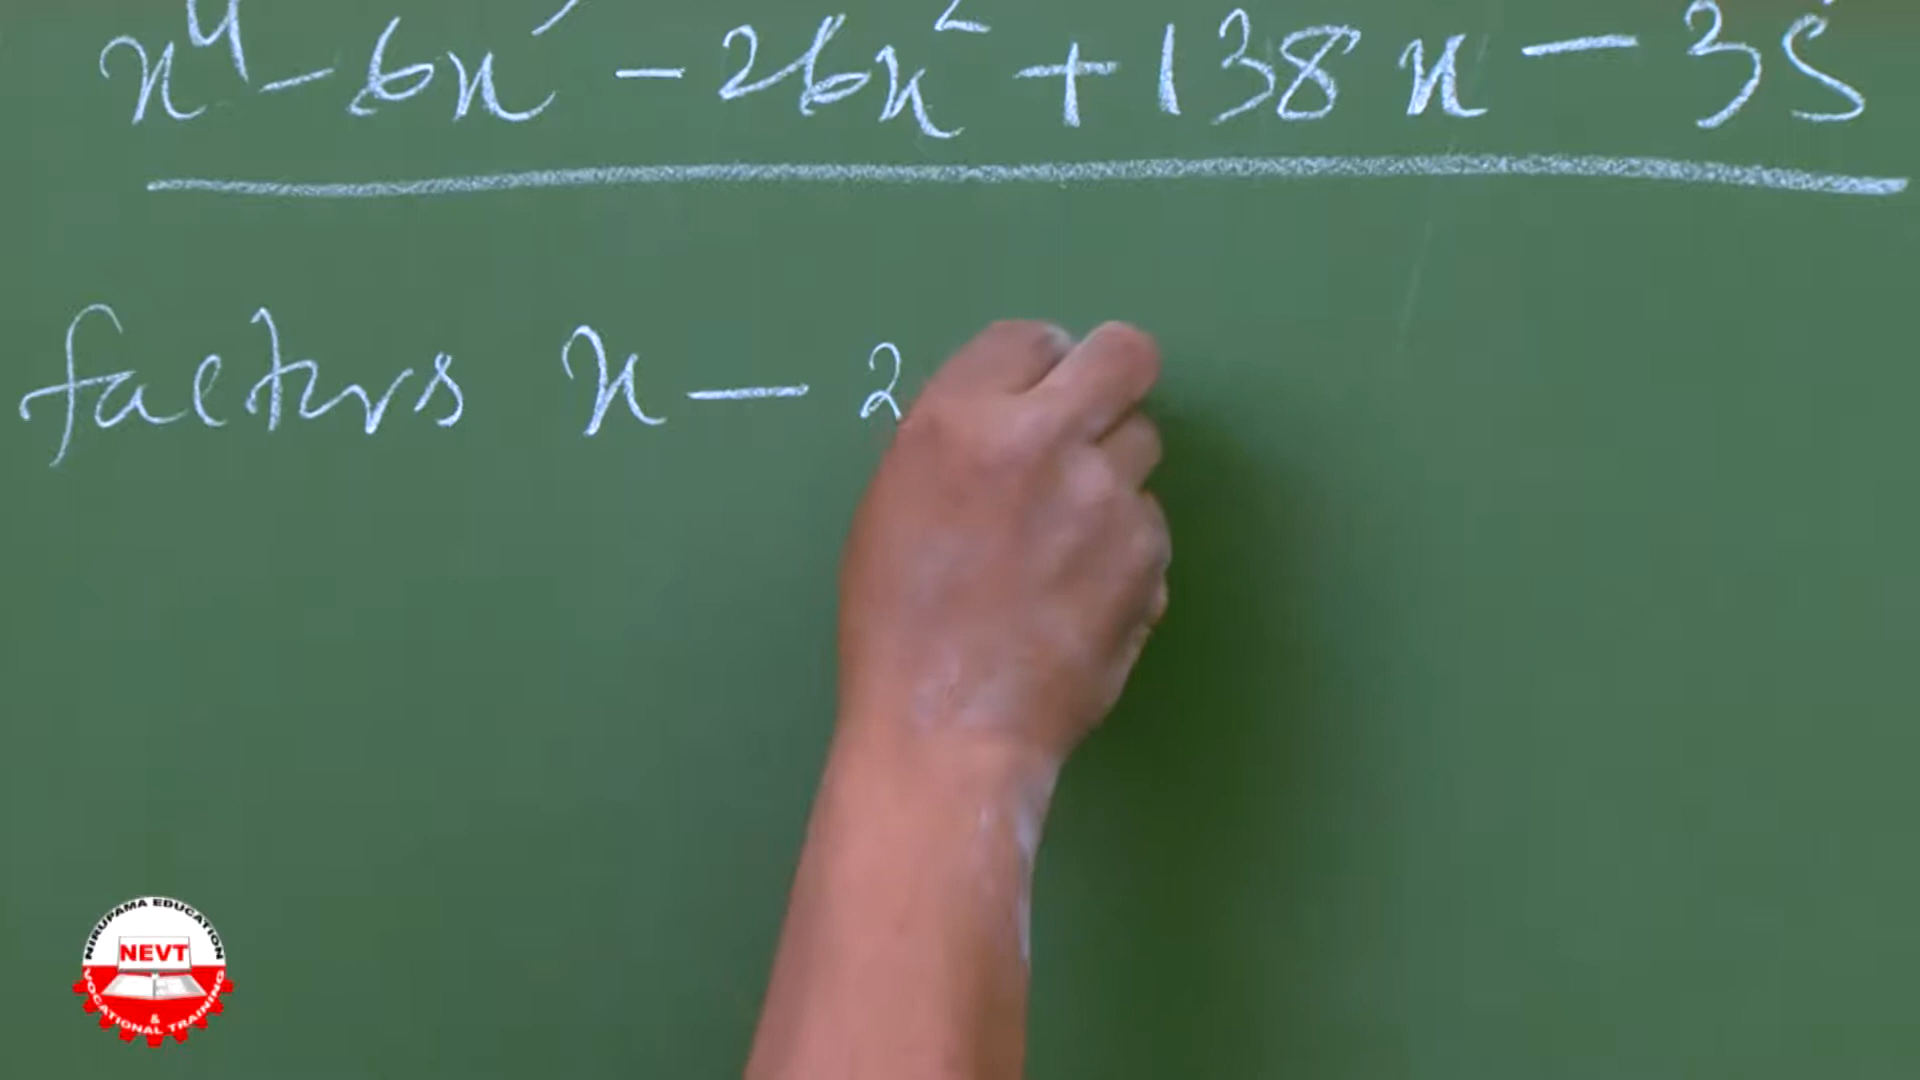 x⁴ - 6x³ - 26x² + 138x - 35
factors x - 2
NIRUPAMA EDUCATION
NEVT
&
VOCATIONAL TRAINING